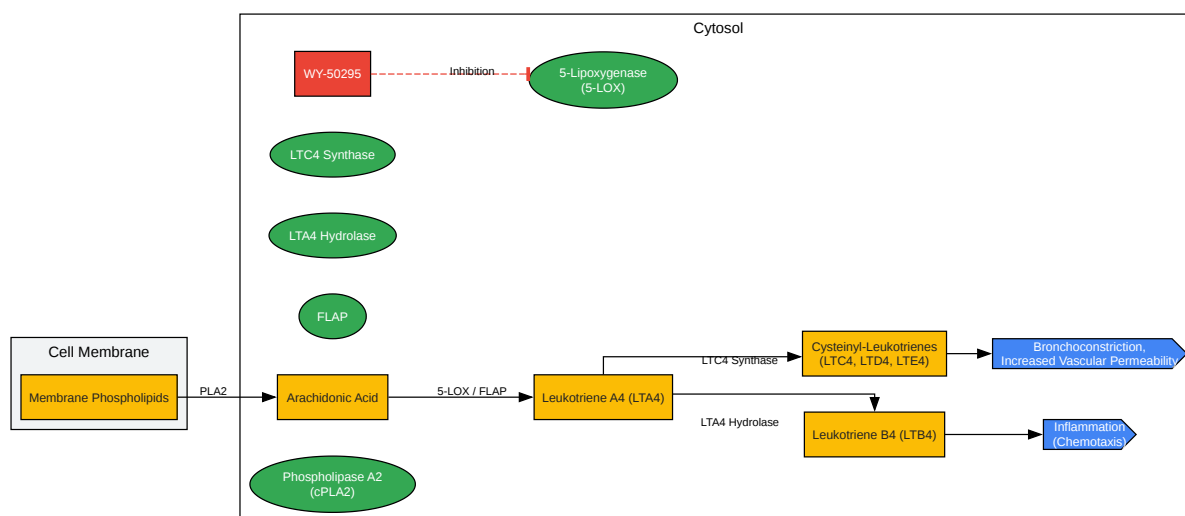 Cytosol
WY-50295
Inhibition
5-Lipoxygenase
(5-LOX)
LTC4 Synthase
LTA4 Hydrolase
FLAP
Cell Membrane
Membrane Phospholipids
PLA2
Arachidonic Acid
5-LOX / FLAP
Leukotriene A4 (LTA4)
LTC4 Synthase
Cysteinyl-Leukotrienes
(LTC4, LTD4, LTE4)
Bronchoconstriction,
Increased Vascular Permeability
LTA4 Hydrolase
Leukotriene B4 (LTB4)
Inflammation
(Chemotaxis)
Phospholipase A2
(cPLA2)